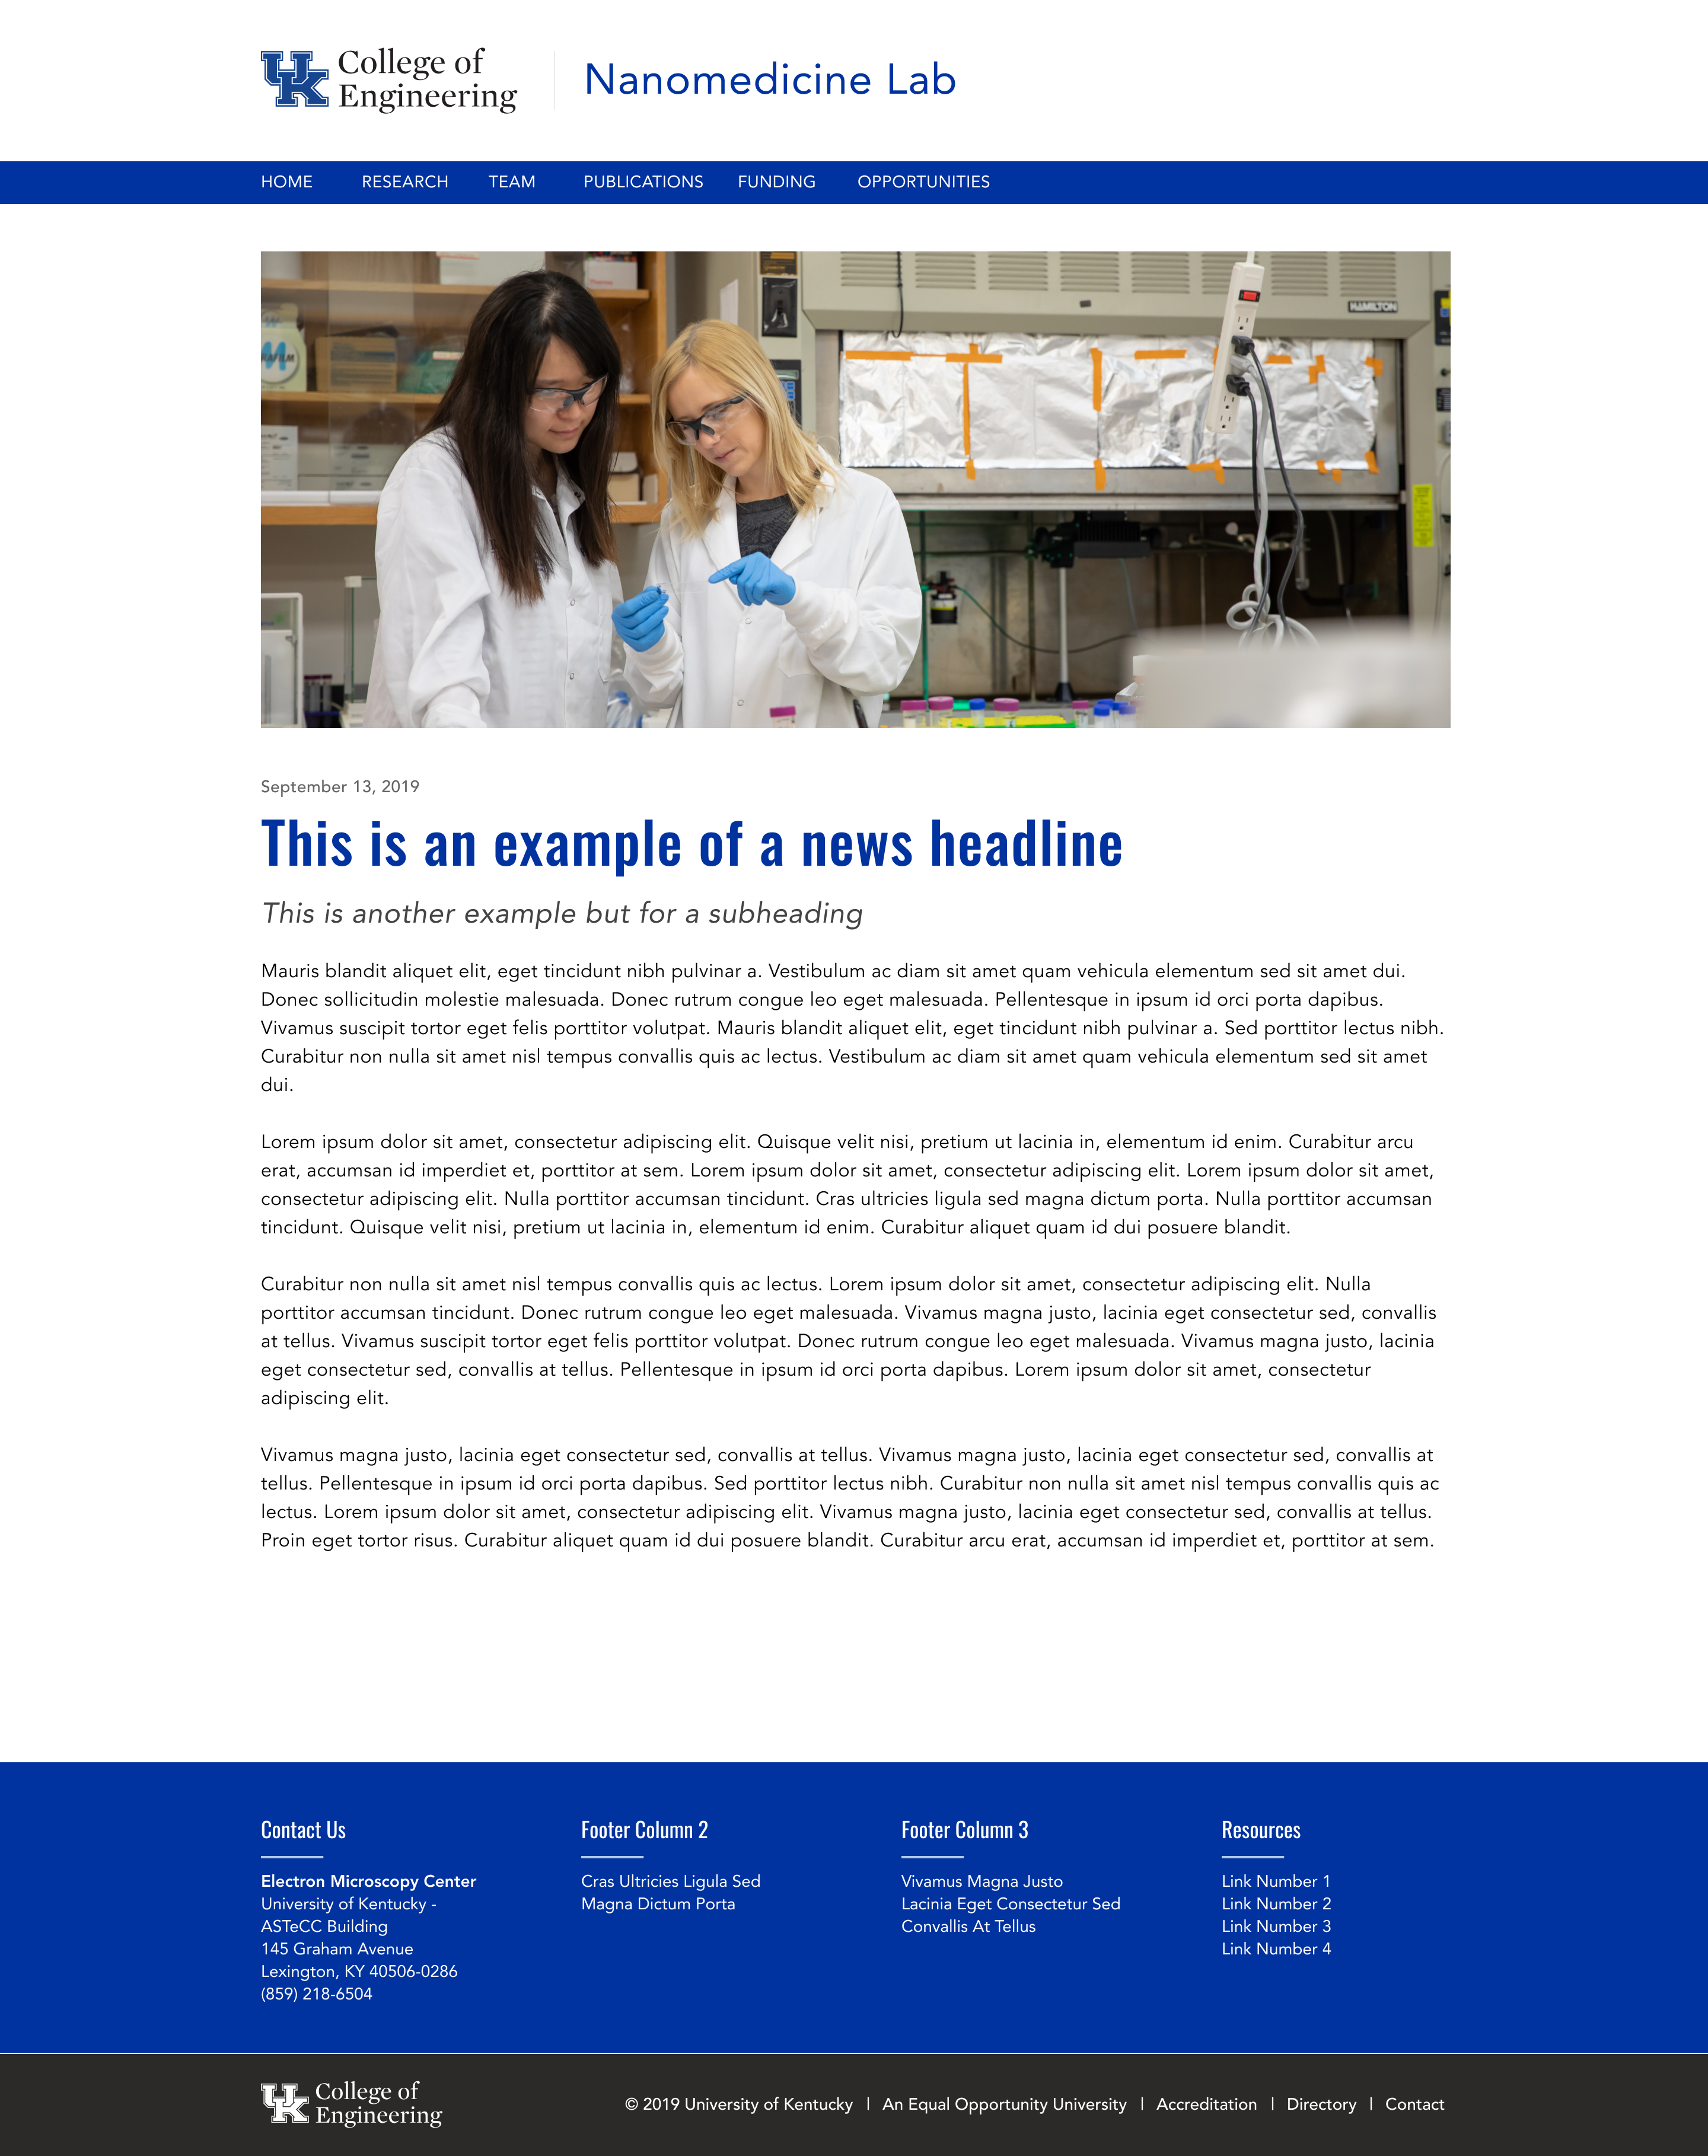 UK College of
Engineering
Nanomedicine Lab
HOME RESEARCH TEAM PUBLICATIONS FUNDING OPPORTUNITIES
HAMILTON
September 13, 2019
This is an example of a news headline
This is another example but for a subheading
Mauris blandit aliquet elit, eget tincidunt nibh pulvinar a. Vestibulum ac diam sit amet quam vehicula elementum sed sit amet dui.
Donec sollicitudin molestie malesuada. Donec rutrum congue leo eget malesuada. Pellentesque in ipsum id orci porta dapibus.
Vivamus suscipit tortor eget felis porttitor volutpat. Mauris blandit aliquet elit, eget tincidunt nibh pulvinar a. Sed porttitor lectus nibh.
Curabitur non nulla sit amet nisl tempus convallis quis ac lectus. Vestibulum ac diam sit amet quam vehicula elementum sed sit amet
dui.
Lorem ipsum dolor sit amet, consectetur adipiscing elit. Quisque velit nisi, pretium ut lacinia in, elementum id enim. Curabitur arcu
erat, accumsan id imperdiet et, porttitor at sem. Lorem ipsum dolor sit amet, consectetur adipiscing elit. Lorem ipsum dolor sit amet,
consectetur adipiscing elit. Nulla porttitor accumsan tincidunt. Cras ultricies ligula sed magna dictum porta. Nulla porttitor accumsan
tincidunt. Quisque velit nisi, pretium ut lacinia in, elementum id enim. Curabitur aliquet quam id dui posuere blandit.
Curabitur non nulla sit amet nisl tempus convallis quis ac lectus. Lorem ipsum dolor sit amet, consectetur adipiscing elit. Nulla
porttitor accumsan tincidunt. Donec rutrum congue leo eget malesuada. Vivamus magna justo, lacinia eget consectetur sed, convallis
at tellus. Vivamus suscipit tortor eget felis porttitor volutpat. Donec rutrum congue leo eget malesuada. Vivamus magna justo, lacinia
eget consectetur sed, convallis at tellus. Pellentesque in ipsum id orci porta dapibus. Lorem ipsum dolor sit amet, consectetur
adipiscing elit.
Vivamus magna justo, lacinia eget consectetur sed, convallis at tellus. Vivamus magna justo, lacinia eget consectetur sed, convallis at
tellus. Pellentesque in ipsum id orci porta dapibus. Sed porttitor lectus nibh. Curabitur non nulla sit amet nisl tempus convallis quis ac
lectus. Lorem ipsum dolor sit amet, consectetur adipiscing elit. Vivamus magna justo, lacinia eget consectetur sed, convallis at tellus.
Proin eget tortor risus. Curabitur aliquet quam id dui posuere blandit. Curabitur arcu erat, accumsan id imperdiet et, porttitor at sem.
Contact Us
Electron Microscopy Center
University of Kentucky -
ASTeCC Building
145 Graham Avenue
Lexington, KY 40506-0286
(859) 218-6504
Footer Column 2
Cras Ultricies Ligula Sed
Magna Dictum Porta
Footer Column 3
Vivamus Magna Justo
Lacinia Eget Consectetur Sed
Convallis At Tellus
Resources
Link Number 1
Link Number 2
Link Number 3
Link Number 4
UK College of
Engineering
© 2019 University of Kentucky | An Equal Opportunity University | Accreditation | Directory | Contact